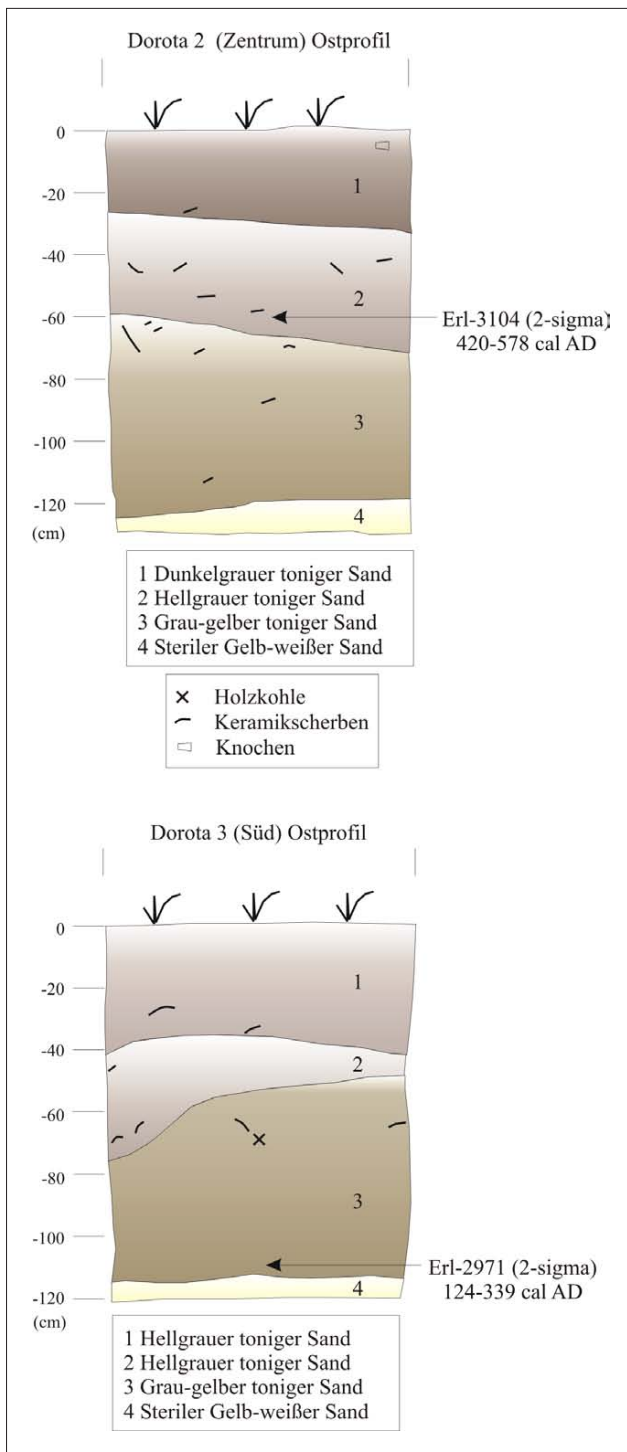 Dorota 2 (Zentrum) Ostprofil
0
-20
-40
-60
-80
-100
-120
(cm)
1
2
3
4
Erl-3104 (2-sigma)
420-578 cal AD
1 Dunkelgrauer toniger Sand
2 Hellgrauer toniger Sand
3 Grau-gelber toniger Sand
4 Steriler Gelb-weißer Sand
Holzkohle
Keramikscherben
Knochen
Dorota 3 (Süd) Ostprofil
0
-20
-40
-60
-80
-100
-120
(cm)
1
2
3
4
Erl-2971 (2-sigma)
124-339 cal AD
1 Hellgrauer toniger Sand
2 Hellgrauer toniger Sand
3 Grau-gelber toniger Sand
4 Steriler Gelb-weißer Sand